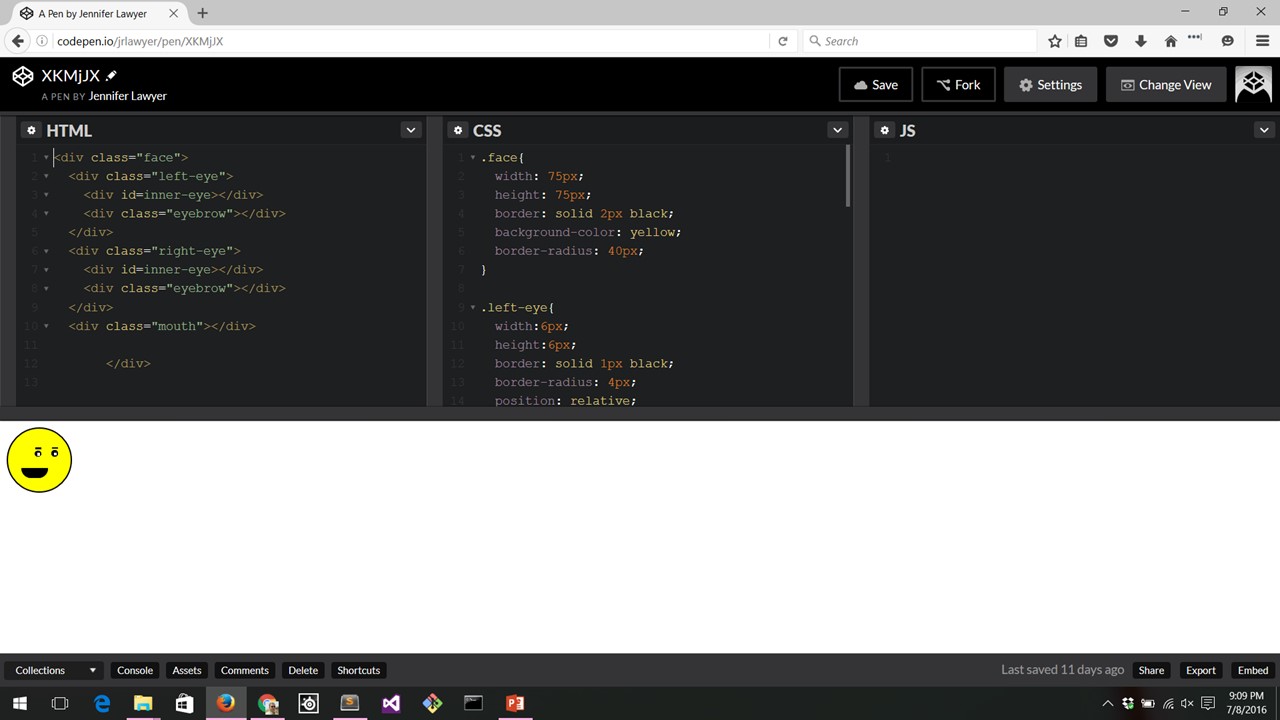 A Pen by Jennifer Lawyer
codepen.io/jrlawyer/pen/XKMjJX
Search
XKMjJX
A PEN BY Jennifer Lawyer
Save
Fork
Settings
Change View
HTML
1 <div class="face">
2 <div class="left-eye">
3 <div id=inner-eye></div>
4 <div class="eyebrow"></div>
5 </div>
6 <div class="right-eye">
7 <div id=inner-eye></div>
8 <div class="eyebrow"></div>
9 </div>
10 <div class="mouth"></div>
11
12 </div>
13
CSS
1 .face{
2 width: 75px;
3 height: 75px;
4 border: solid 2px black;
5 background-color: yellow;
6 border-radius: 40px;
7 }
8
9 .left-eye{
10 width:6px;
11 height:6px;
12 border: solid 1px black;
13 border-radius: 4px;
14 position: relative;
JS
1
Collections
Console
Assets
Comments
Delete
Shortcuts
Last saved 11 days ago
Share
Export
Embed
9:09 PM
7/8/2016